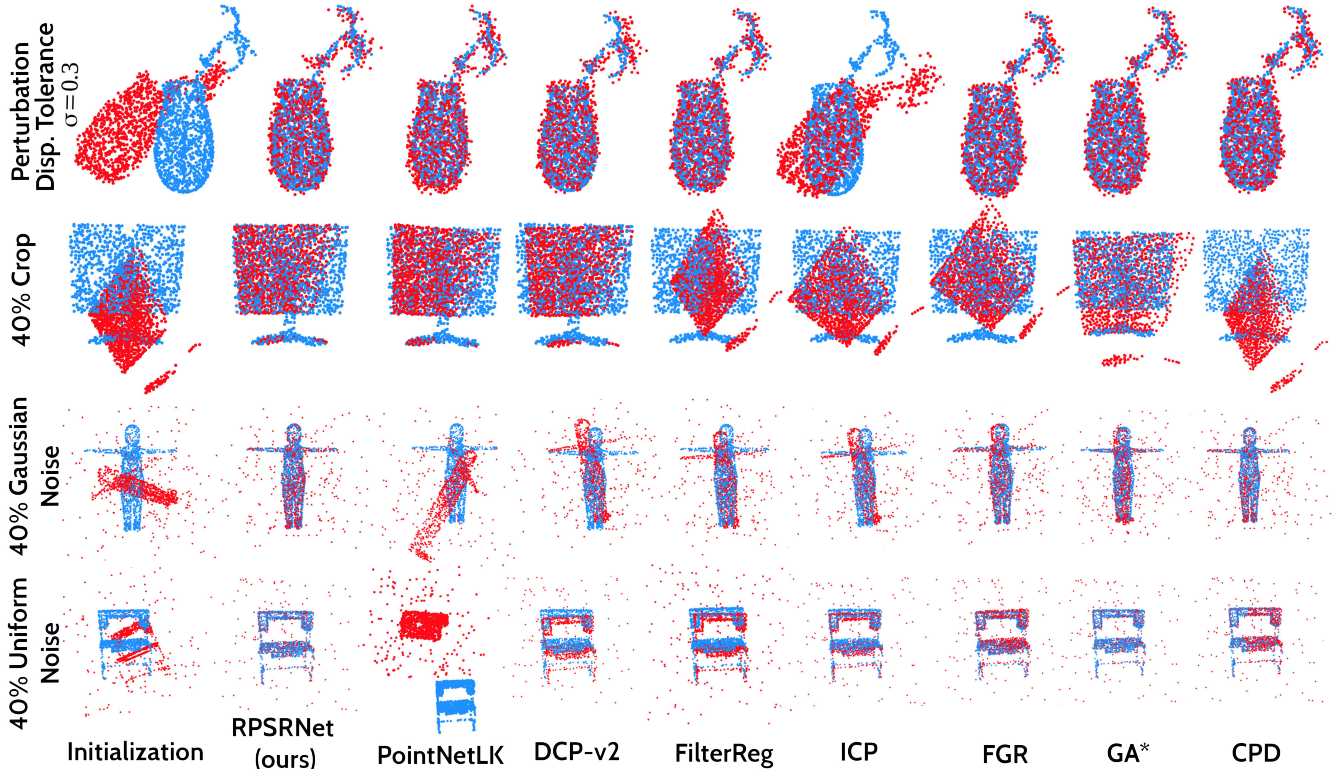 Perturbation
Disp. Tolerance
σ=0.3
40% Crop
40% Gaussian
Noise
40% Uniform
Noise
Initialization
RPSRNet
(ours)
PointNetLK
DCP-v2
FilterReg
ICP
FGR
GA*
CPD